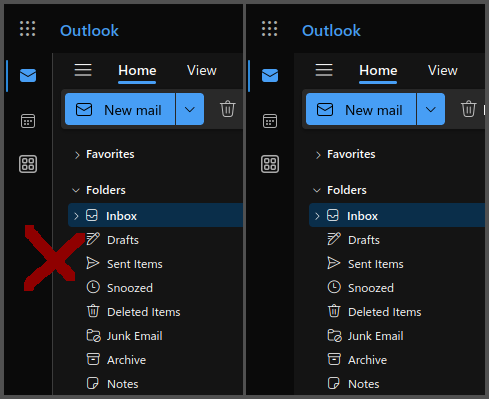 Outlook
Home View
New mail
Favorites
Folders
Inbox
Drafts
Sent Items
Snoozed
Deleted Items
Junk Email
Archive
Notes
Outlook
Home View
New mail
Favorites
Folders
Inbox
Drafts
Sent Items
Snoozed
Deleted Items
Junk Email
Archive
Notes